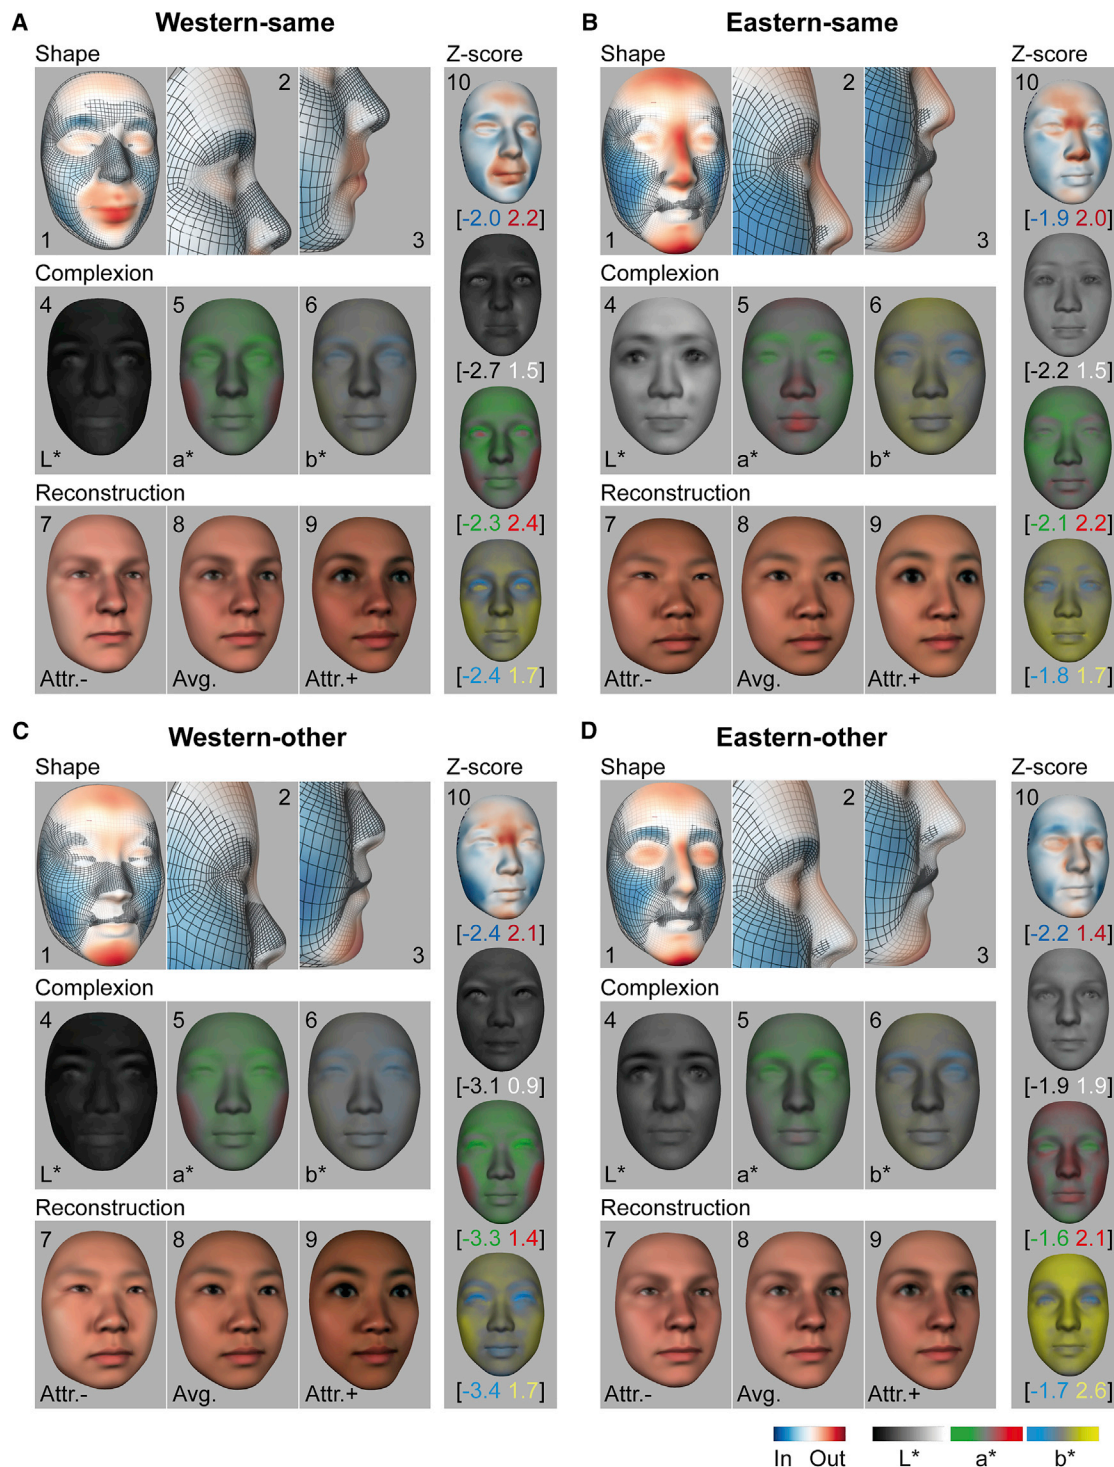 A Western-same
Shape
Z-score
1
2
3
10
[-2.0 2.2]
Complexion
4
5
6
L*
a*
b*
[-2.7 1.5]
Reconstruction
[-2.3 2.4]
7
8
9
Attr.-
Avg.
Attr.+
[-2.4 1.7]
B Eastern-same
Shape
Z-score
1
2
3
10
[-1.9 2.0]
Complexion
4
5
6
L*
a*
b*
[-2.2 1.5]
Reconstruction
[-2.1 2.2]
7
8
9
Attr.-
Avg.
Attr.+
[-1.8 1.7]
C Western-other
Shape
Z-score
1
2
3
10
[-2.4 2.1]
Complexion
4
5
6
L*
a*
b*
[-3.1 0.9]
Reconstruction
[-3.3 1.4]
7
8
9
Attr.-
Avg.
Attr.+
[-3.4 1.7]
D Eastern-other
Shape
Z-score
1
2
3
10
[-2.2 1.4]
Complexion
4
5
6
L*
a*
b*
[-1.9 1.9]
Reconstruction
[-1.6 2.1]
7
8
9
Attr.-
Avg.
Attr.+
[-1.7 2.6]
In Out L* a* b*